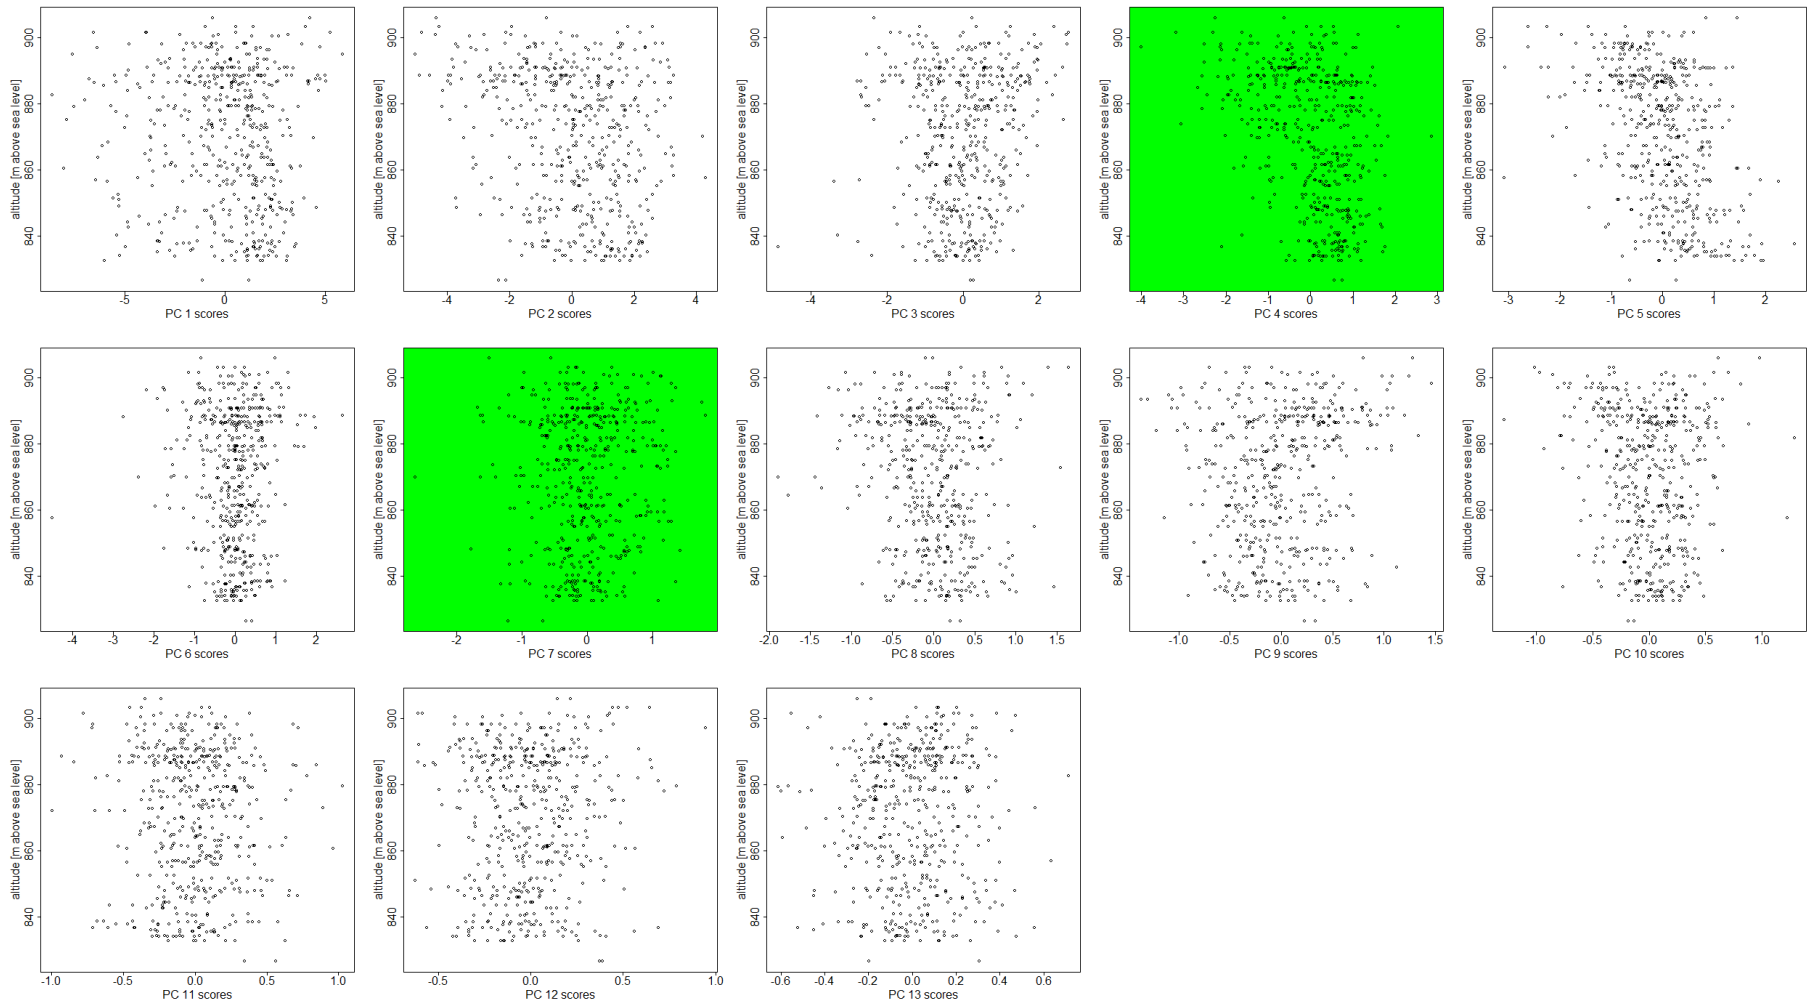 900
880
860
840
altitude [m above sea level]
-5 0 5
PC 1 scores
900
880
860
840
altitude [m above sea level]
-4 -2 0 2 4
PC 2 scores
900
880
860
840
altitude [m above sea level]
-4 -2 0 2
PC 3 scores
900
880
860
840
altitude [m above sea level]
-4 -3 -2 -1 0 1 2 3
PC 4 scores
900
880
860
840
altitude [m above sea level]
-3 -2 -1 0 1 2
PC 5 scores
900
880
860
840
altitude [m above sea level]
-4 -3 -2 -1 0 1 2
PC 6 scores
900
880
860
840
altitude [m above sea level]
-2 -1 0 1
PC 7 scores
900
880
860
840
altitude [m above sea level]
-2.0 -1.5 -1.0 -0.5 0.0 0.5 1.0 1.5
PC 8 scores
900
880
860
840
altitude [m above sea level]
-1.0 -0.5 0.0 0.5 1.0 1.5
PC 9 scores
900
880
860
840
altitude [m above sea level]
-1.0 -0.5 0.0 0.5 1.0
PC 10 scores
900
880
860
840
altitude [m above sea level]
-1.0 -0.5 0.0 0.5 1.0
PC 11 scores
900
880
860
840
altitude [m above sea level]
-0.5 0.0 0.5 1.0
PC 12 scores
900
880
860
840
altitude [m above sea level]
-0.6 -0.4 -0.2 0.0 0.2 0.4 0.6
PC 13 scores